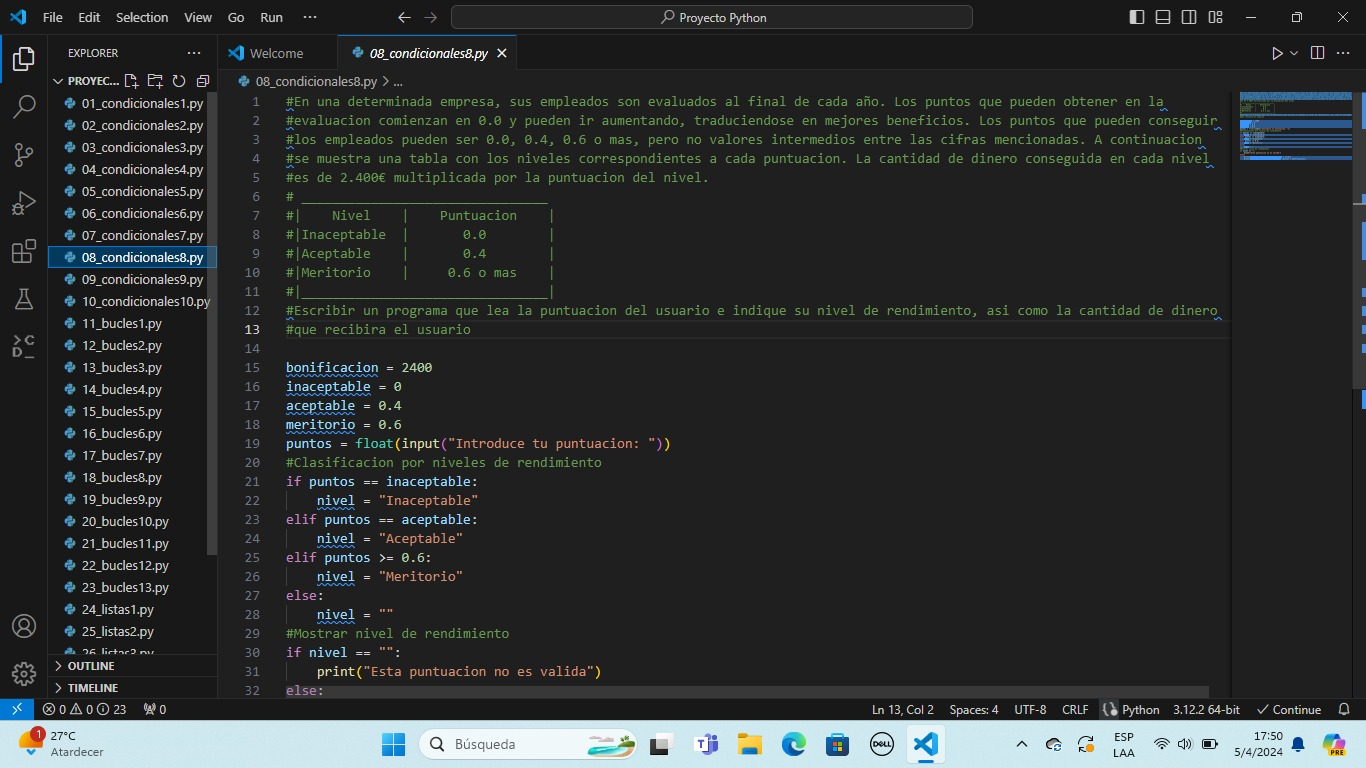 File Edit Selection View Go Run ···
Proyecto Python
EXPLORER ···
PROYEC...
01_condicionales1.py
02_condicionales2.py
03_condicionales3.py
04_condicionales4.py
05_condicionales5.py
06_condicionales6.py
07_condicionales7.py
08_condicionales8.py
09_condicionales9.py
10_condicionales10.py
11_bucles1.py
12_bucles2.py
13_bucles3.py
14_bucles4.py
15_bucles5.py
16_bucles6.py
17_bucles7.py
18_bucles8.py
19_bucles9.py
20_bucles10.py
21_bucles11.py
22_bucles12.py
23_bucles13.py
24_listas1.py
25_listas2.py
26_listas3.py
OUTLINE
TIMELINE
Welcome 08_condicionales8.py
08_condicionales8.py > ...
1 #En una determinada empresa, sus empleados son evaluados al final de cada año. Los puntos que pueden obtener en la
2 #evaluacion comienzan en 0.0 y pueden ir aumentando, traduciendose en mejores beneficios. Los puntos que pueden conseguir
3 #los empleados pueden ser 0.0, 0.4, 0.6 o mas, pero no valores intermedios entre las cifras mencionadas. A continuacion
4 #se muestra una tabla con los niveles correspondientes a cada puntuacion. La cantidad de dinero conseguida en cada nivel
5 #es de 2.400€ multiplicada por la puntuacion del nivel.
6 # ________________________________
7 #|    Nivel    |    Puntuacion    |
8 #|Inaceptable  |       0.0        |
9 #|Aceptable    |       0.4        |
10 #|Meritorio    |     0.6 o mas    |
11 #|________________________________|
12 #Escribir un programa que lea la puntuacion del usuario e indique su nivel de rendimiento, asi como la cantidad de dinero
13 #que recibira el usuario
14
15 bonificacion = 2400
16 inaceptable = 0
17 aceptable = 0.4
18 meritorio = 0.6
19 puntos = float(input("Introduce tu puntuacion: "))
20 #Clasificacion por niveles de rendimiento
21 if puntos == inaceptable:
22     nivel = "Inaceptable"
23 elif puntos == aceptable:
24     nivel = "Aceptable"
25 elif puntos >= 0.6:
26     nivel = "Meritorio"
27 else:
28     nivel = ""
29 #Mostrar nivel de rendimiento
30 if nivel == "":
31     print("Esta puntuacion no es valida")
32 else:
0 0 23 0 Ln 13, Col 2 Spaces: 4 UTF-8 CRLF Python 3.12.2 64-bit Continue
1 27°C
Atardecer
Búsqueda
DELL
ESP
LAA
17:50
5/4/2024
PRE